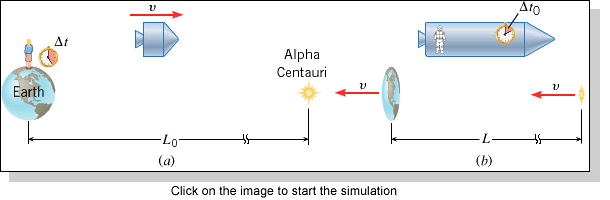 Δt
v
Earth
Alpha
Centauri
L₀
(a)
Δt₀
v
v
L
(b)
Click on the image to start the simulation